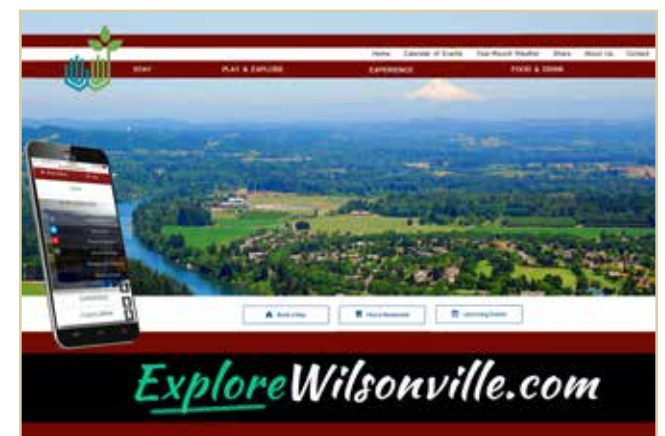 Home Calendar of Events Year-Round Weather Share About Us Contact
STAY PLAY & EXPLORE EXPERIENCE FOOD & DRINK
Book a Stay Find a Restaurant Upcoming Events
ExploreWilsonville.com